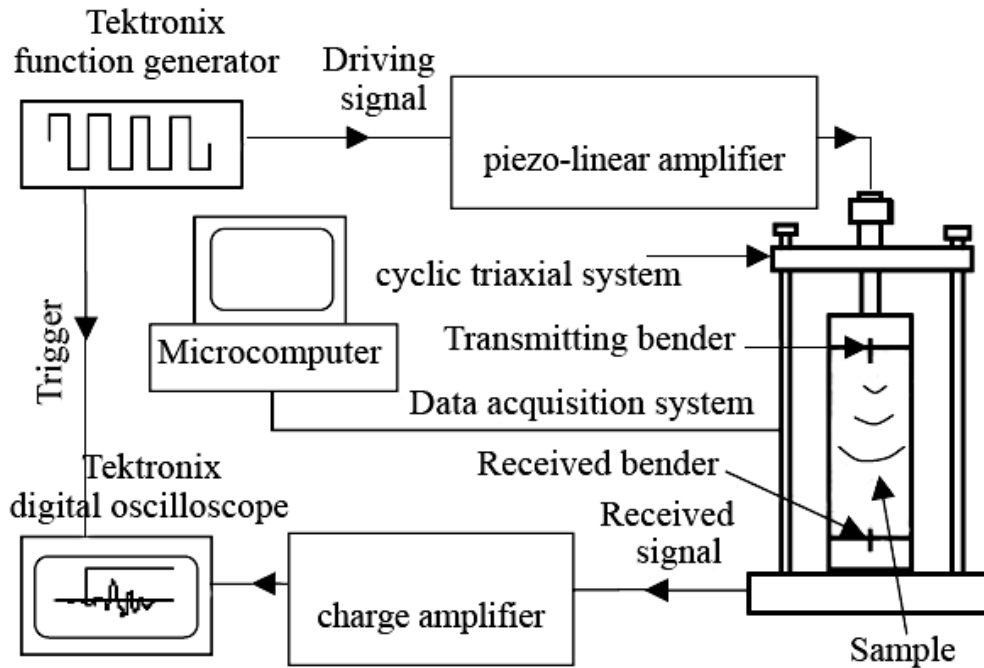 Tektronix
function generator
Driving
signal
piezo-linear amplifier
cyclic triaxial system
Transmitting bender
Microcomputer
Data acquisition system
Trigger
Received bender
Tektronix
digital oscilloscope
Received
signal
charge amplifier
Sample